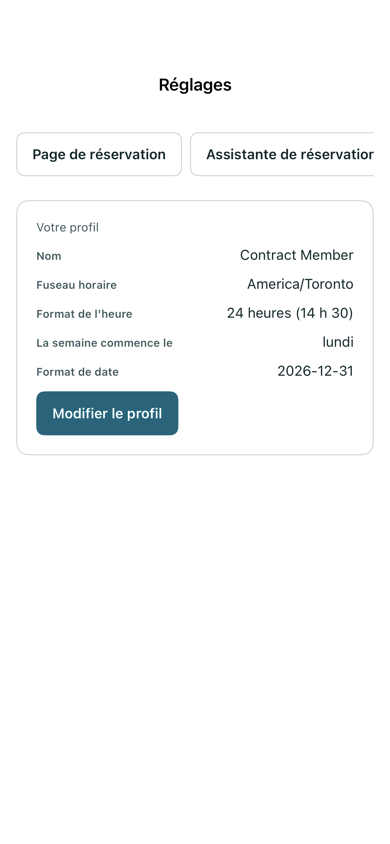 Réglages
Page de réservation
Assistante de réservation
Votre profil
Nom
Contract Member
Fuseau horaire
America/Toronto
Format de l'heure
24 heures (14 h 30)
La semaine commence le
lundi
Format de date
2026-12-31
Modifier le profil